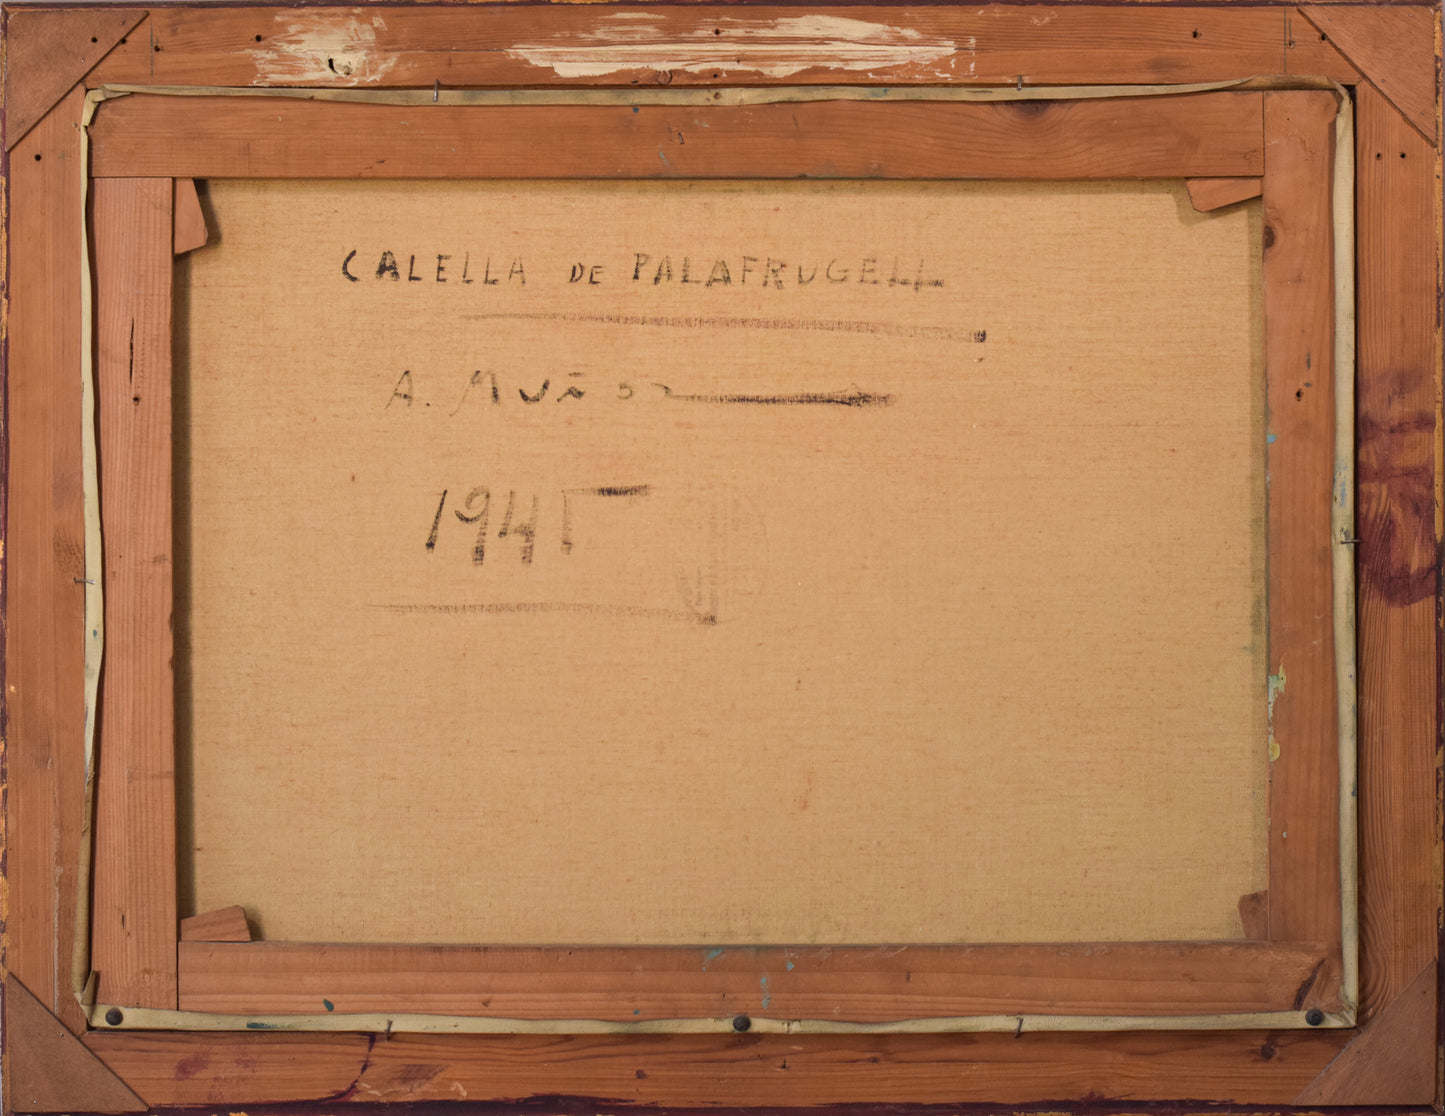 CALELLA DE PALAFRUGELL
A. Muñoz
1945